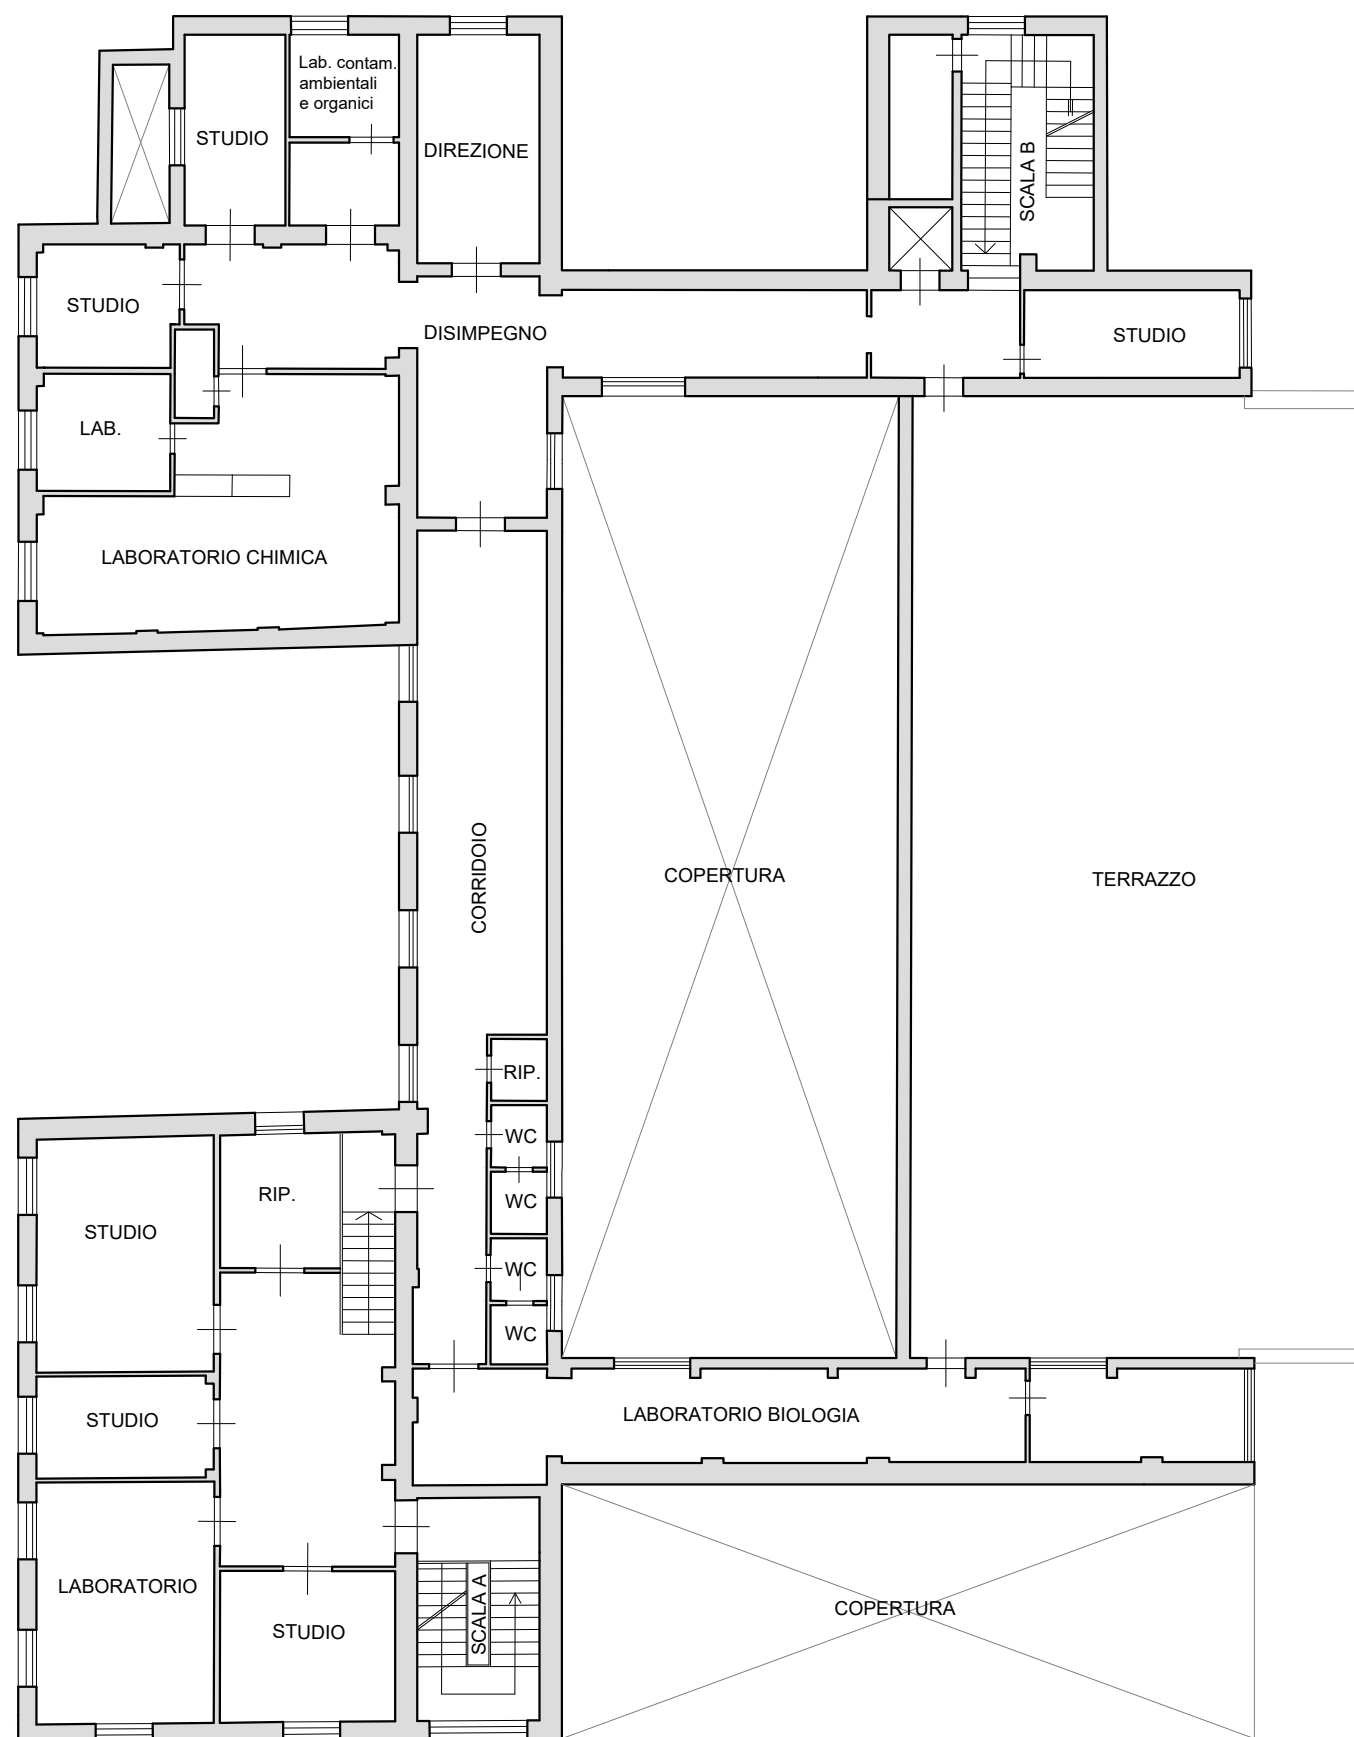 Lab. contam.
ambientali
e organici
STUDIO
DIREZIONE
SCALA B
STUDIO
DISIMPEGNO
STUDIO
LAB.
LABORATORIO CHIMICA
CORRIDOIO
COPERTURA
TERRAZZO
RIP.
WC
RIP.
WC
STUDIO
WC
WC
STUDIO
LABORATORIO BIOLOGIA
LABORATORIO
SCALA A
COPERTURA
STUDIO